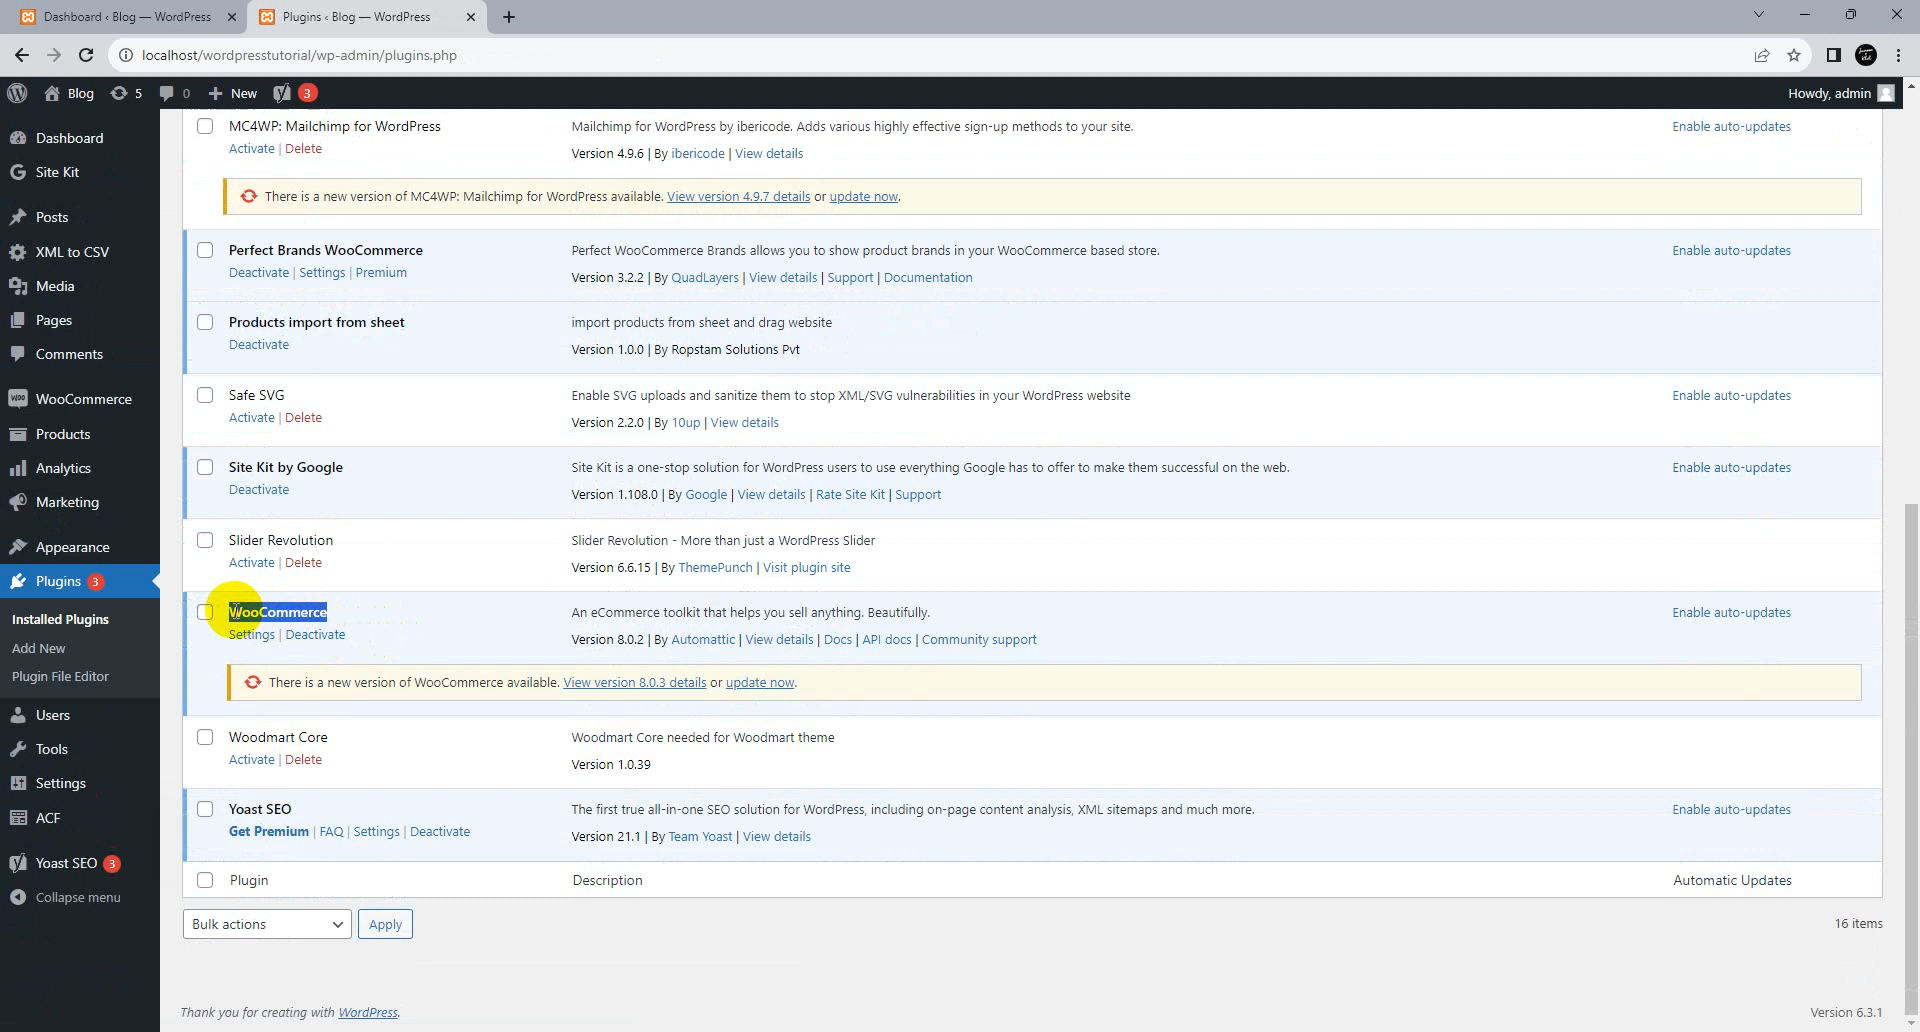 Dashboard ‹ Blog — WordPress
Plugins ‹ Blog — WordPress
localhost/wordpresstutorial/wp-admin/plugins.php
Blog 5 0 New 3
Howdy, admin
Dashboard
Site Kit
Posts
XML to CSV
Media
Pages
Comments
WooCommerce
Products
Analytics
Marketing
Appearance
Plugins 3
Installed Plugins
Add New
Plugin File Editor
Users
Tools
Settings
ACF
Yoast SEO 3
Collapse menu
MC4WP: Mailchimp for WordPress
Activate | Delete
Mailchimp for WordPress by ibericode. Adds various highly effective sign-up methods to your site.
Version 4.9.6 | By ibericode | View details
Enable auto-updates
There is a new version of MC4WP: Mailchimp for WordPress available. View version 4.9.7 details or update now.
Perfect Brands WooCommerce
Deactivate | Settings | Premium
Perfect WooCommerce Brands allows you to show product brands in your WooCommerce based store.
Version 3.2.2 | By QuadLayers | View details | Support | Documentation
Enable auto-updates
Products import from sheet
Deactivate
import products from sheet and drag website
Version 1.0.0 | By Ropstam Solutions Pvt
Safe SVG
Activate | Delete
Enable SVG uploads and sanitize them to stop XML/SVG vulnerabilities in your WordPress website
Version 2.2.0 | By 10up | View details
Enable auto-updates
Site Kit by Google
Deactivate
Site Kit is a one-stop solution for WordPress users to use everything Google has to offer to make them successful on the web.
Version 1.108.0 | By Google | View details | Rate Site Kit | Support
Enable auto-updates
Slider Revolution
Activate | Delete
Slider Revolution - More than just a WordPress Slider
Version 6.6.15 | By ThemePunch | Visit plugin site
WooCommerce
Settings | Deactivate
An eCommerce toolkit that helps you sell anything. Beautifully.
Version 8.0.2 | By Automattic | View details | Docs | API docs | Community support
Enable auto-updates
There is a new version of WooCommerce available. View version 8.0.3 details or update now.
Woodmart Core
Activate | Delete
Woodmart Core needed for Woodmart theme
Version 1.0.39
Yoast SEO
Get Premium | FAQ | Settings | Deactivate
The first true all-in-one SEO solution for WordPress, including on-page content analysis, XML sitemaps and much more.
Version 21.1 | By Team Yoast | View details
Enable auto-updates
Plugin
Description
Automatic Updates
Bulk actions
Apply
16 items
Thank you for creating with WordPress.
Version 6.3.1